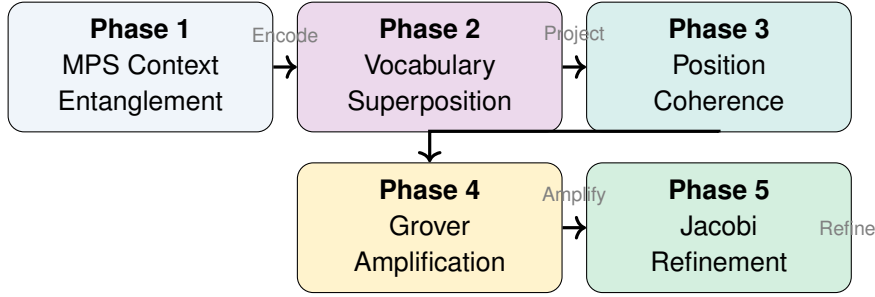 Phase 1
MPS Context
Entanglement
Encode
Phase 2
Vocabulary
Superposition
Project
Phase 3
Position
Coherence
Phase 4
Grover
Amplification
Amplify
Phase 5
Jacobi
Refinement
Refine